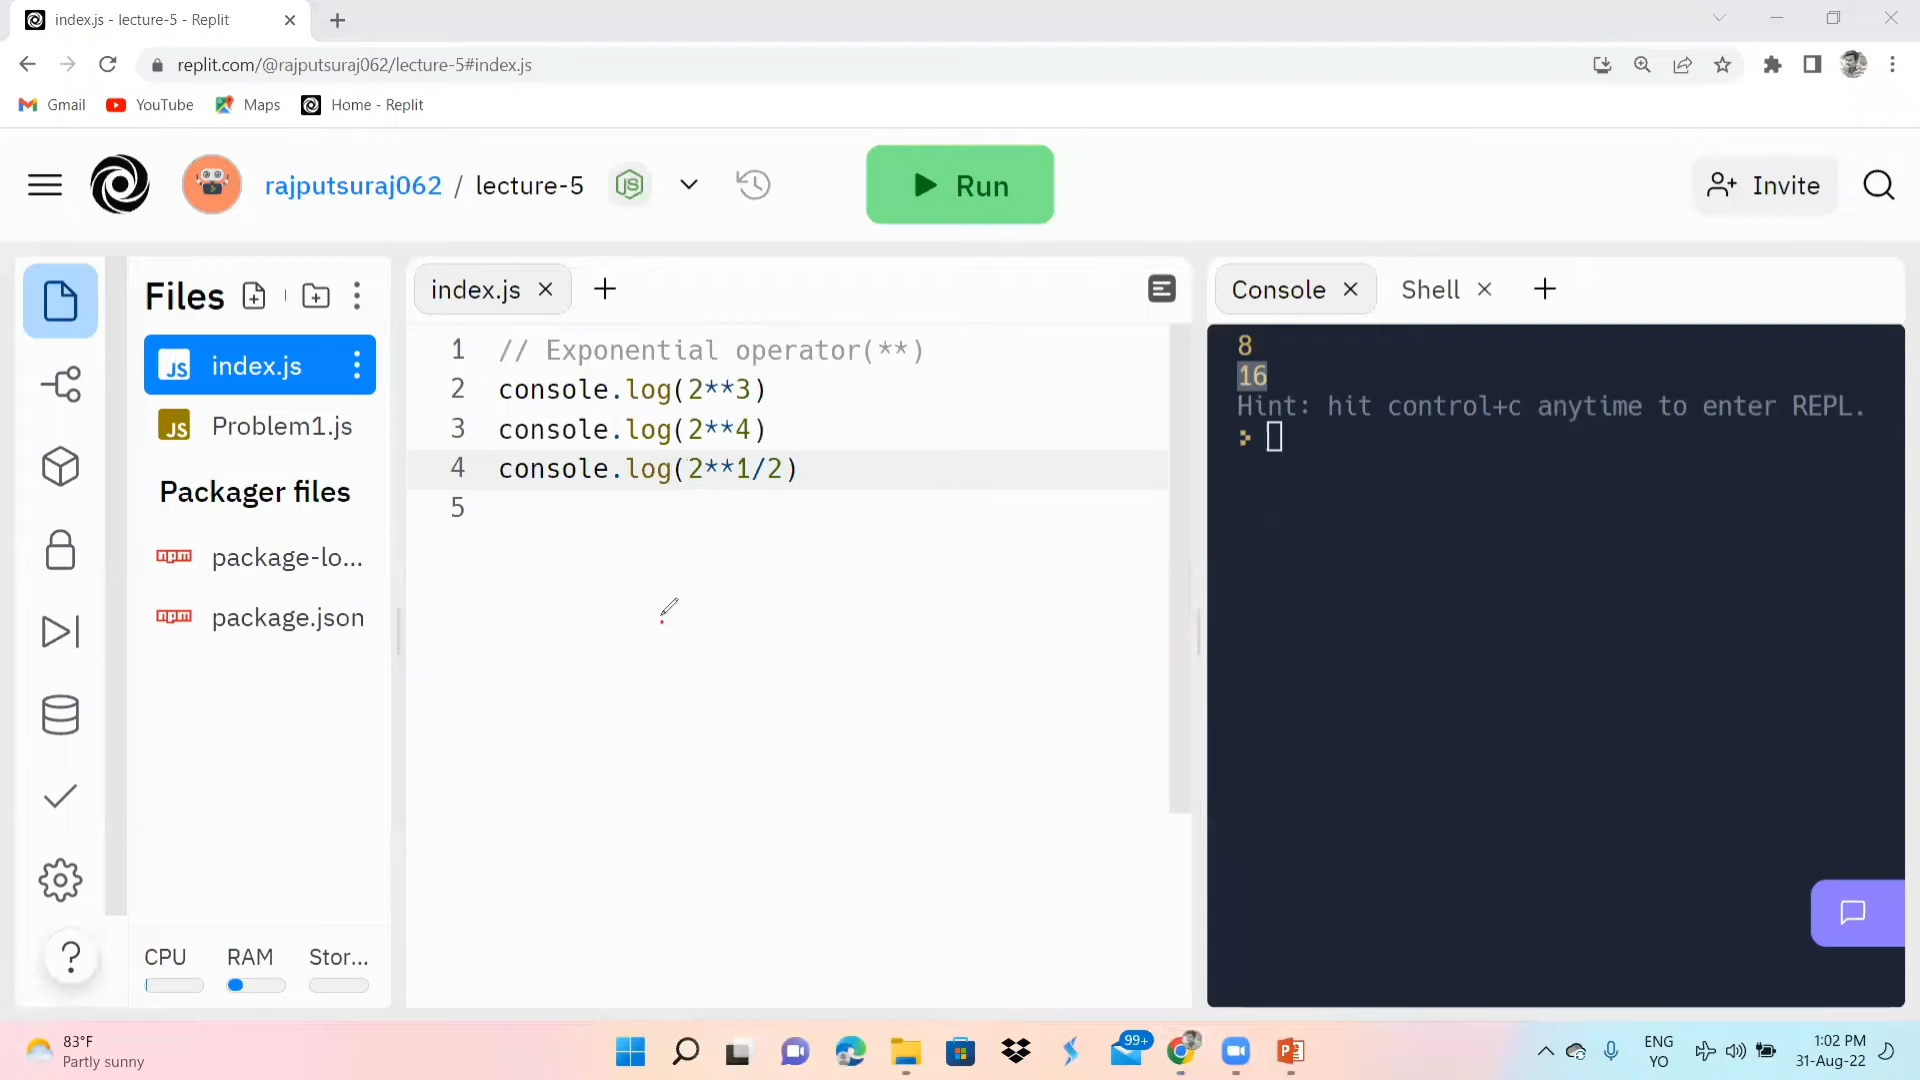 index.js - lecture-5 - Replit
replit.com/@rajputsuraj062/lecture-5#index.js
Gmail YouTube Maps Home - Replit
rajputsuraj062 / lecture-5 Run Invite
Files
index.js
Problem1.js
Packager files
package-lo...
package.json
CPU RAM Stor...
index.js
1 // Exponential operator(**)
2 console.log(2**3)
3 console.log(2**4)
4 console.log(2**1/2)
5
Console Shell
8
16
Hint: hit control+c anytime to enter REPL.
83°F
Partly sunny
99+
ENG
YO
1:02 PM
31-Aug-22